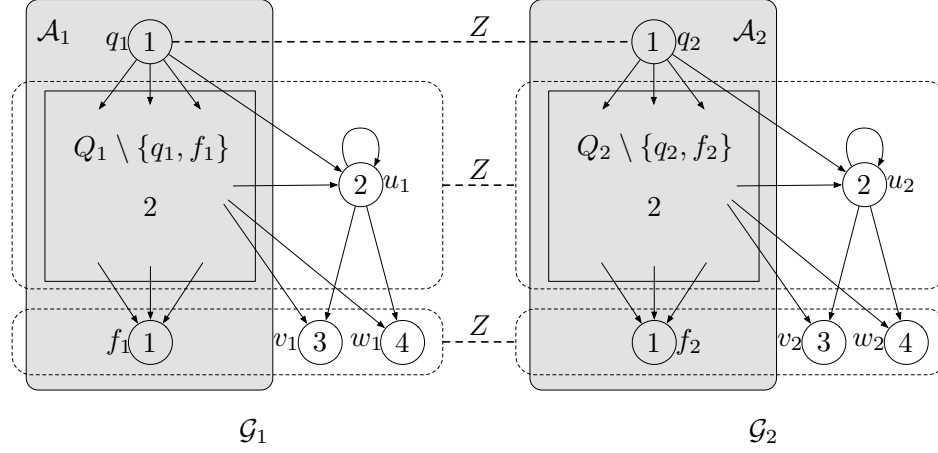 𝒜₁ q₁ 1 Z 1 q₂ 𝒜₂
Q₁ \ {q₁, f₁} Q₂ \ {q₂, f₂}
2 u₁ Z 2 u₂
2 2
f₁ 1 v₁ 3 w₁ 4 Z 1 f₂ v₂ 3 w₂ 4
𝒢₁ 𝒢₂